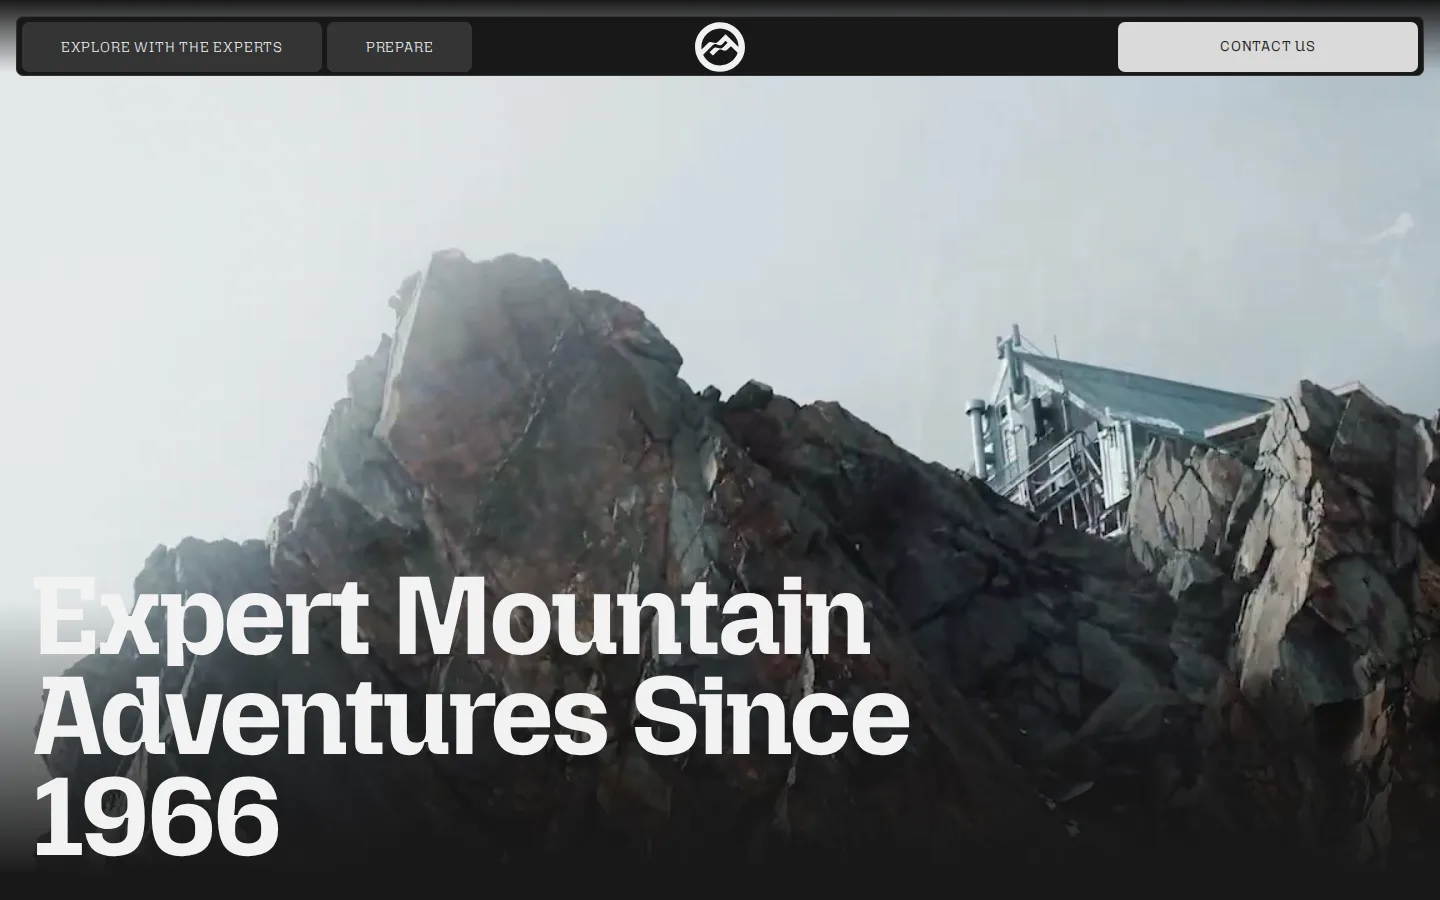 EXPLORE WITH THE EXPERTS
PREPARE
CONTACT US
Expert Mountain
Adventures Since
1966